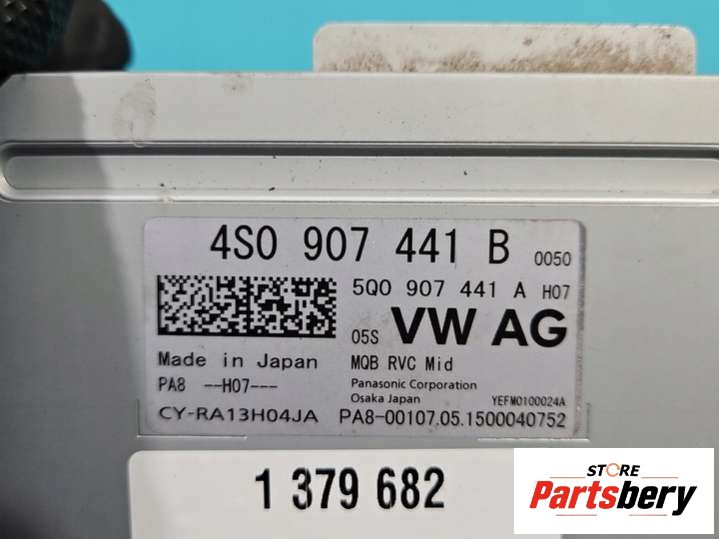 4S0 907 441 B 0050
5Q0 907 441 A H07
05S VW AG
Made in Japan MQB RVC Mid
PA8 --H07--- Panasonic Corporation
Osaka Japan YEFM0100024A
CY-RA13H04JA PA8-00107.05.1500040752
1 379 682
STORE
Partsbery